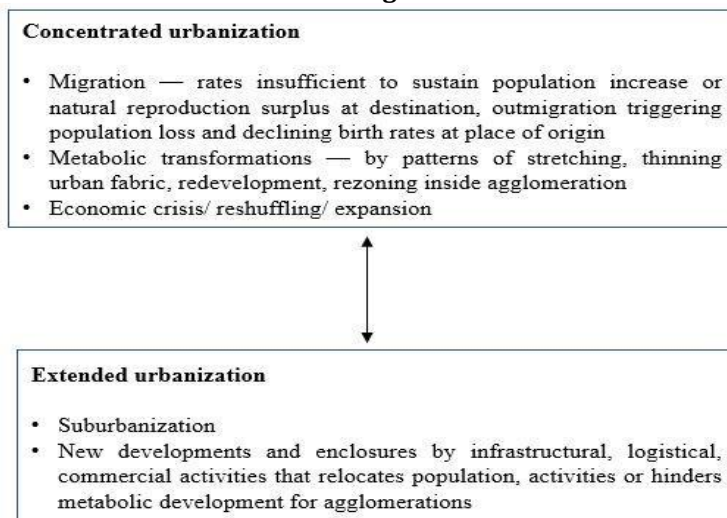 Concentrated urbanization
• Migration — rates insufficient to sustain population increase or
natural reproduction surplus at destination, outmigration triggering
population loss and declining birth rates at place of origin
• Metabolic transformations — by patterns of stretching, thinning
urban fabric, redevelopment, rezoning inside agglomeration
• Economic crisis/ reshuffling/ expansion
Extended urbanization
• Suburbanization
• New developments and enclosures by infrastructural, logistical,
commercial activities that relocates population, activities or hinders
metabolic development for agglomerations